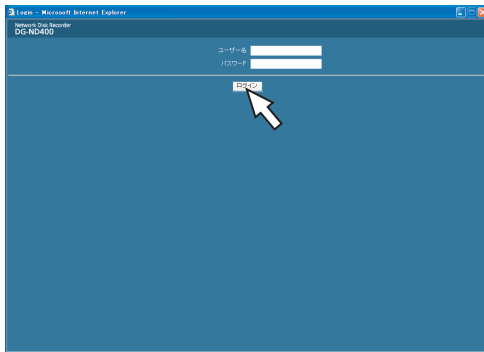 Login - Microsoft Internet Explorer
Network Disk Recorder
DG-ND400
ユーザー名
パスワード
ログイン